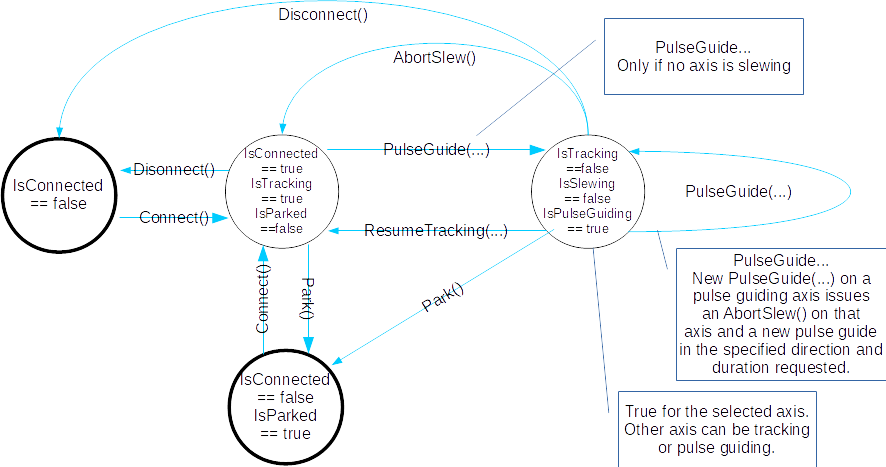 Disconnect()
PulseGuide...
Only if no axis is slewing
AbortSlew()
IsConnected
== false
Disonnect()
Connect()
IsConnected
== true
IsTracking
== true
IsParked
==false
PulseGuide(...)
ResumeTracking(...)
IsTracking
==false
IsSlewing
== false
IsPulseGuiding
== true
PulseGuide(...)
PulseGuide...
New PulseGuide(...) on a
pulse guiding axis issues
an AbortSlew() on that
axis and a new pulse guide
in the specified direction and
duration requested.
Connect()
Park()
Park()
IsConnected
== false
IsParked
== true
True for the selected axis.
Other axis can be tracking
or pulse guiding.